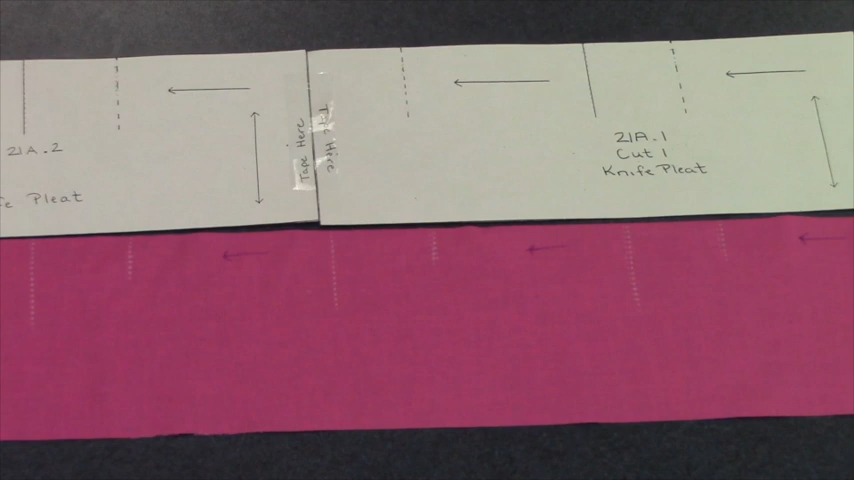 21A.2
Pleat
Tape Here
Tape Here
21A.1
Cut 1
Knife Pleat